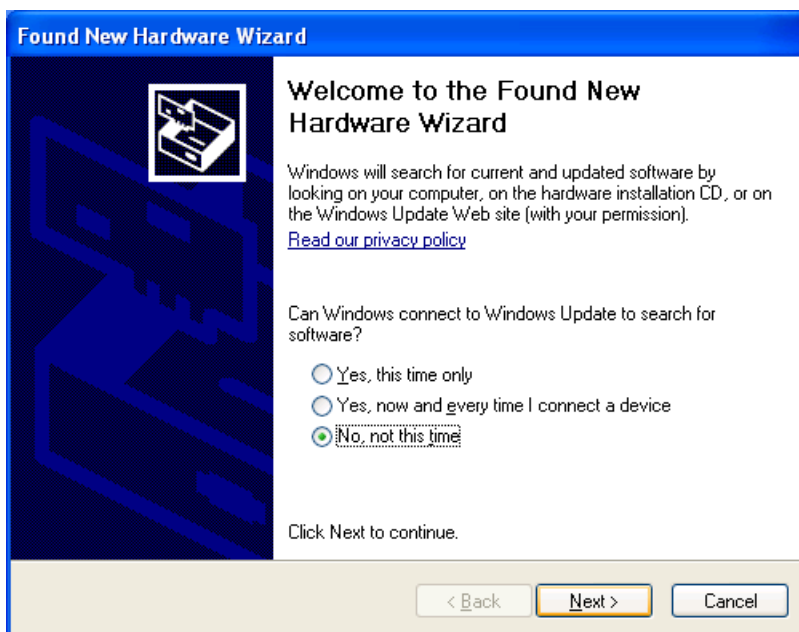 Found New Hardware Wizard
Welcome to the Found New
Hardware Wizard
Windows will search for current and updated software by
looking on your computer, on the hardware installation CD, or on
the Windows Update Web site (with your permission).
Read our privacy policy
Can Windows connect to Windows Update to search for
software?
Yes, this time only
Yes, now and every time I connect a device
No, not this time
Click Next to continue.
< Back
Next >
Cancel